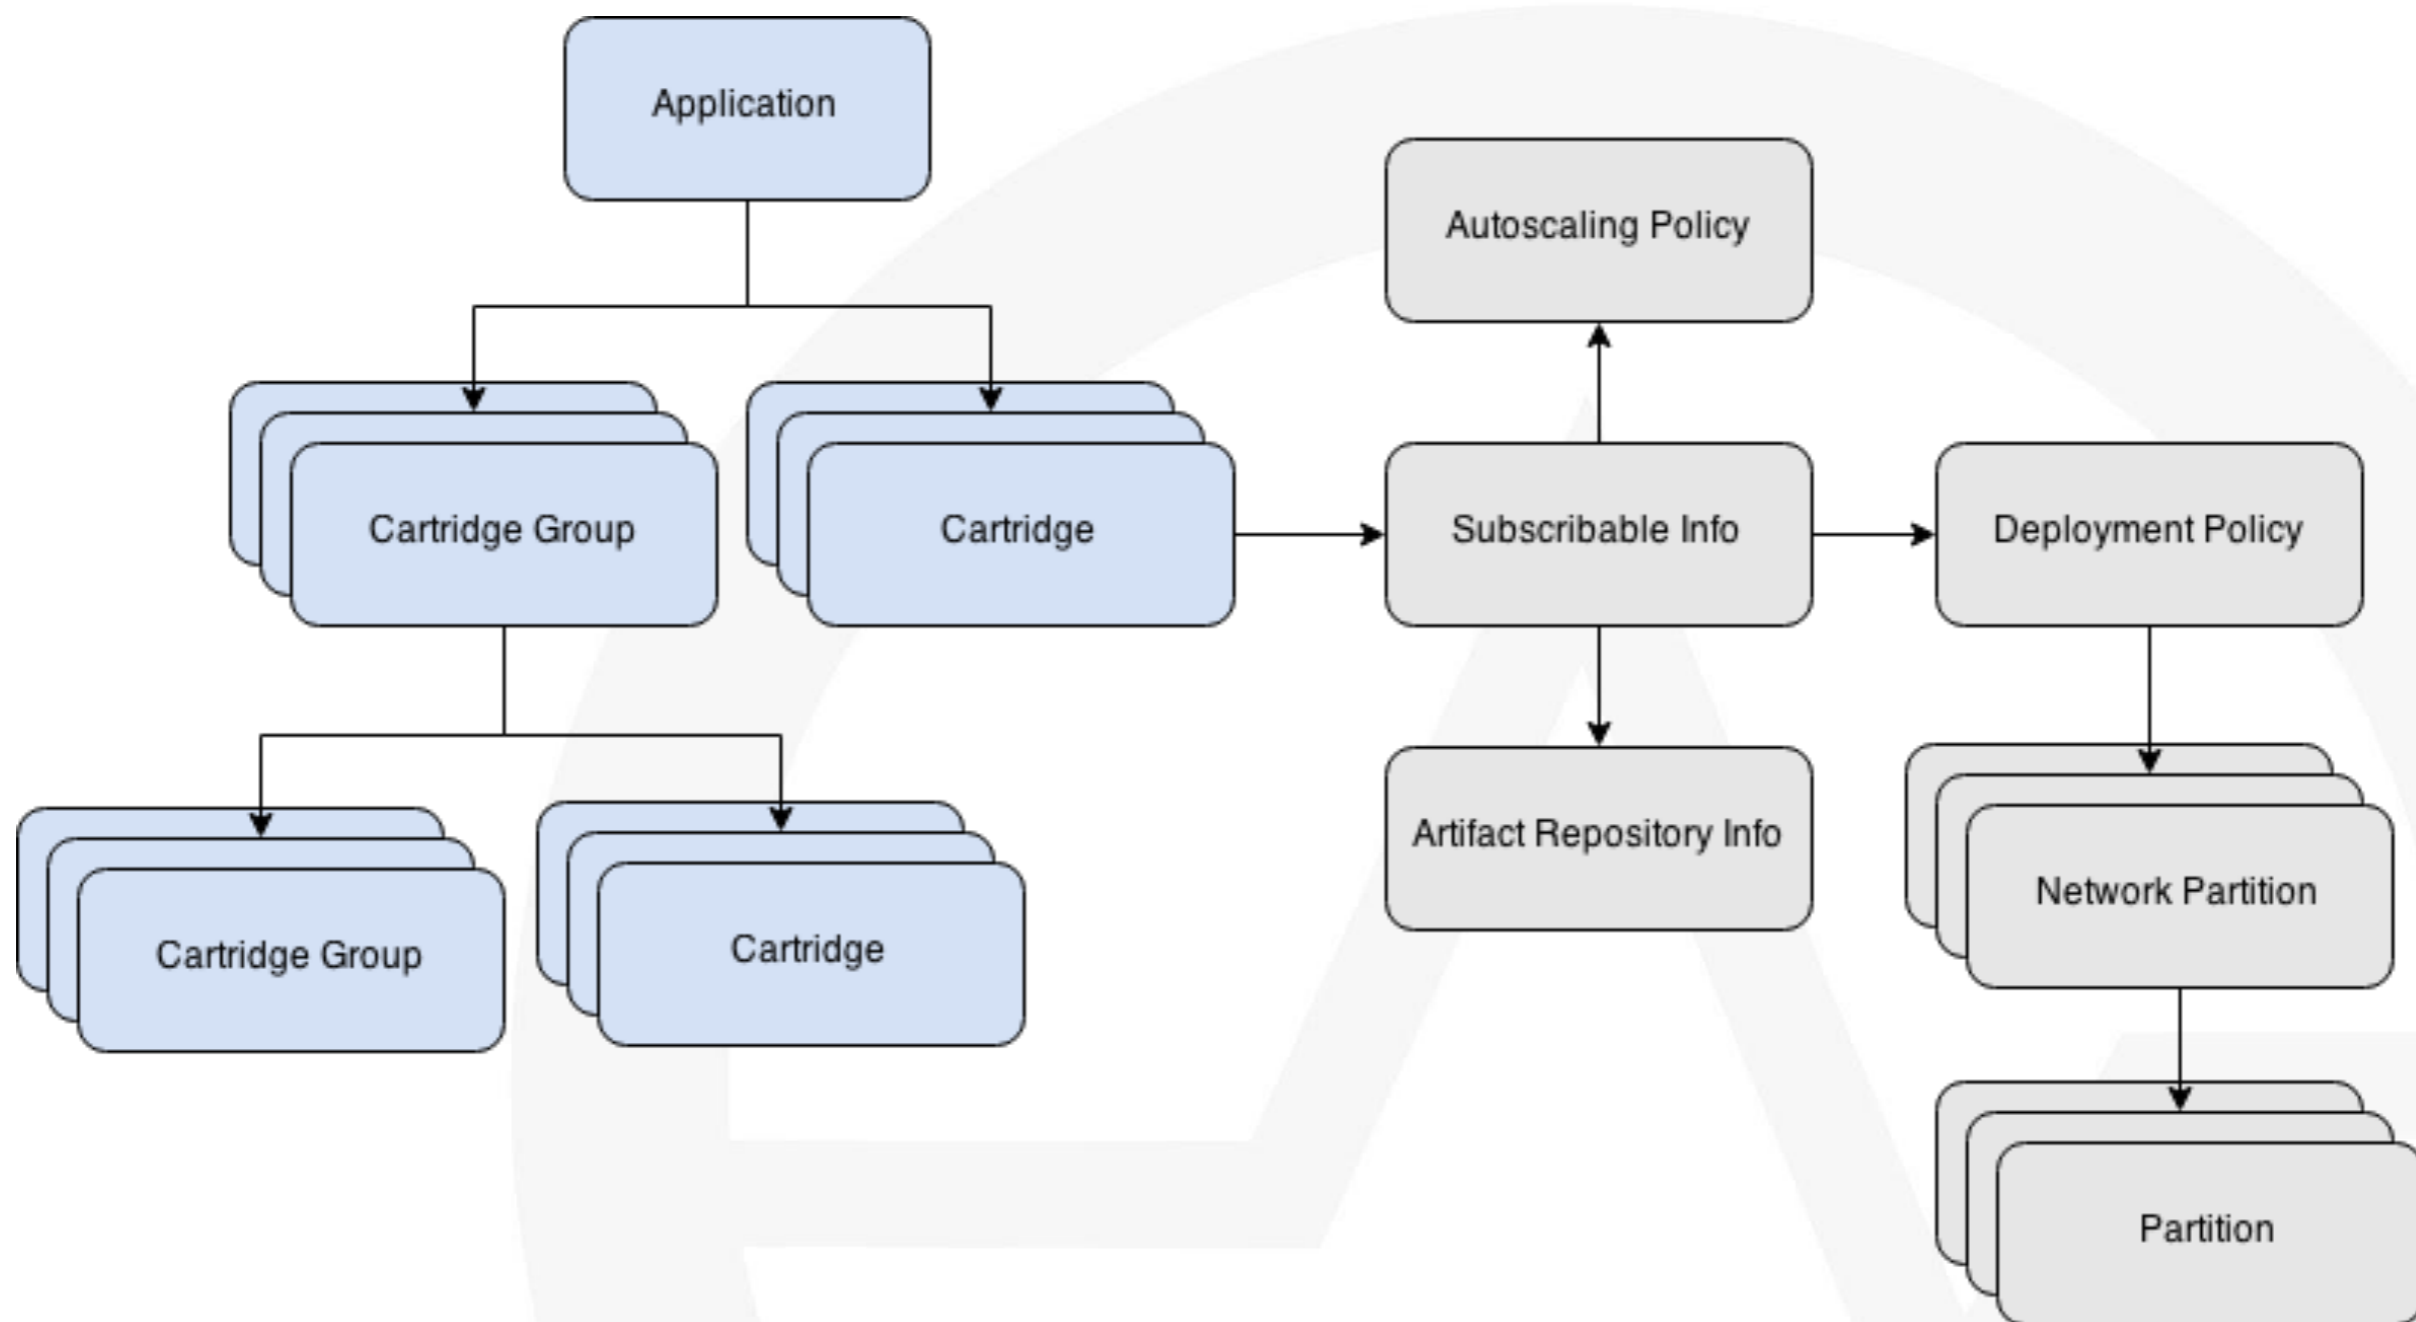 Application
Autoscaling Policy
Cartridge Group
Cartridge
Subscribable Info
Deployment Policy
Artifact Repository Info
Network Partition
Cartridge Group
Cartridge
Partition